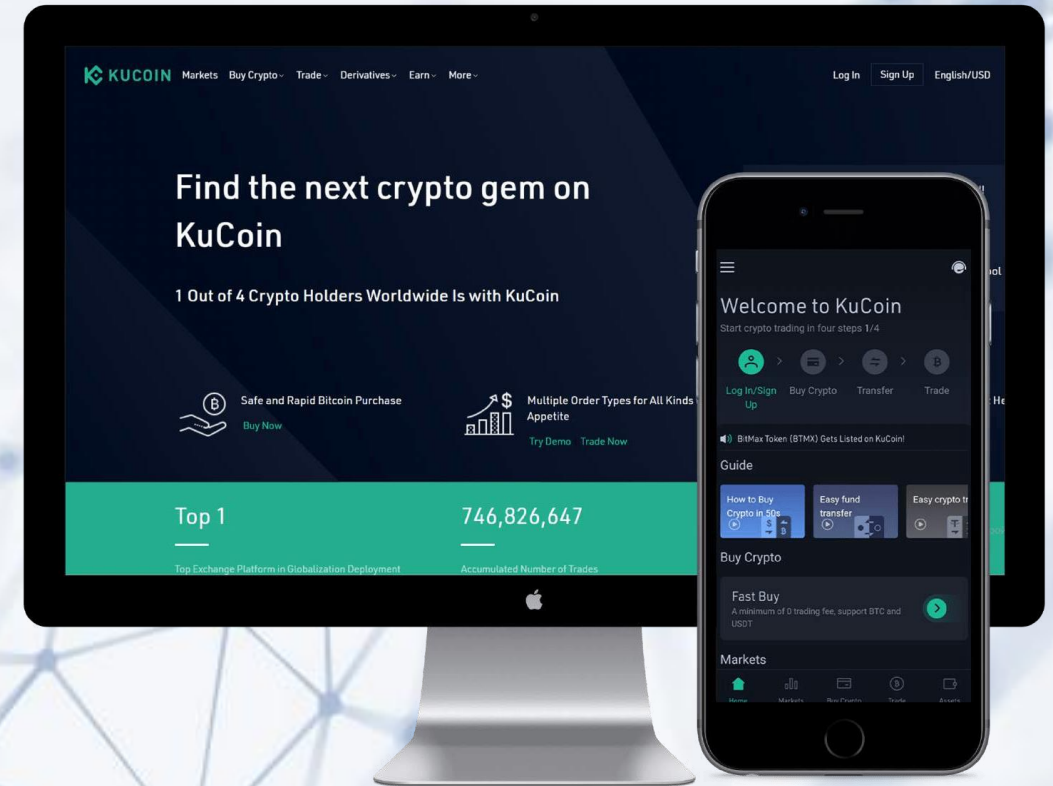 KUCOIN Markets Buy Crypto Trade Derivatives Earn More Log In Sign Up English/USD
Find the next crypto gem on
KuCoin
1 Out of 4 Crypto Holders Worldwide Is with KuCoin
Safe and Rapid Bitcoin Purchase
Buy Now
Multiple Order Types for All Kinds
Appetite
Try Demo Trade Now
Top 1
Top Exchange Platform in Globalization Deployment
746,826,647
Accumulated Number of Trades
Welcome to KuCoin
Start crypto trading in four steps 1/4
Log In/Sign
Up
Buy Crypto
Transfer
Trade
BitMax Token (BTMX) Gets Listed on KuCoin!
Guide
How to Buy
Crypto in 50s
Easy fund
transfer
Easy crypto tr
Buy Crypto
Fast Buy
A minimum of 0 trading fee, support BTC and
USDT
Markets
Home Markets Buy Crypto Trade Assets